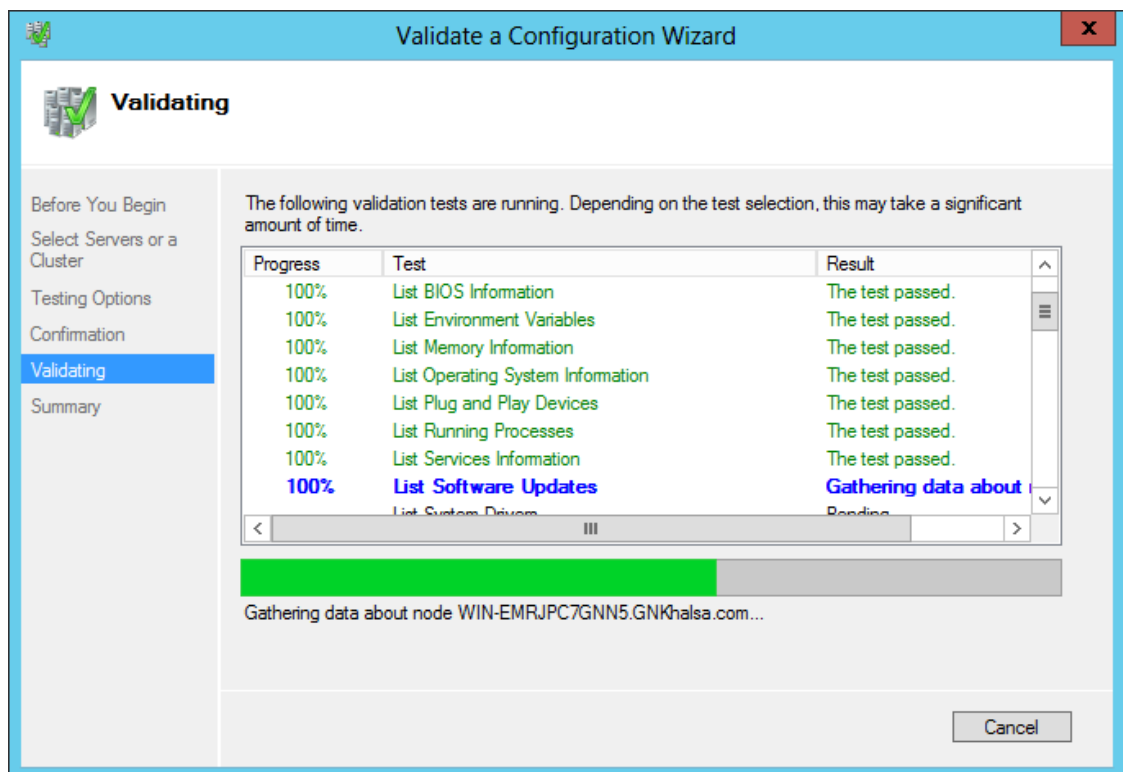 Validate a Configuration Wizard
x
Validating
Before You Begin
Select Servers or a
Cluster
Testing Options
Confirmation
Validating
Summary
The following validation tests are running. Depending on the test selection, this may take a significant
amount of time.
Progress Test Result
100% List BIOS Information The test passed.
100% List Environment Variables The test passed.
100% List Memory Information The test passed.
100% List Operating System Information The test passed.
100% List Plug and Play Devices The test passed.
100% List Running Processes The test passed.
100% List Services Information The test passed.
100% List Software Updates Gathering data about
List System Drivers Pending
Gathering data about node WIN-EMRJPC7GNN5.GNKhalsa.com...
Cancel